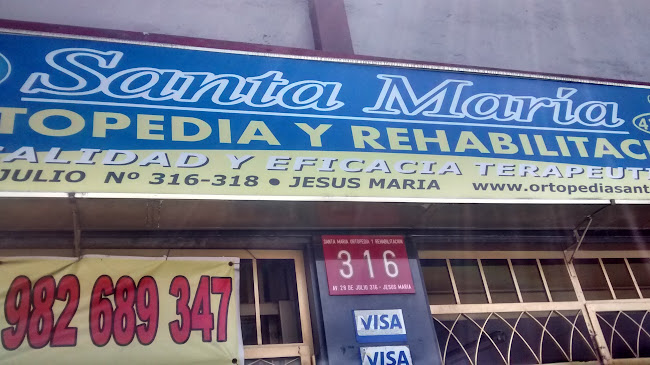 Santa María
TOPEDIA Y REHABILITAC
ALIDAD Y EFICACIA TERAPEUT
JULIO Nº 316-318 • JESUS MARIA www.ortopediasant
SANTA MARIA ORTOPEDIA Y REHABILITACION
316
AV. 29 DE JULIO 316 - JESUS MARIA
982 689 347
VISA
VISA